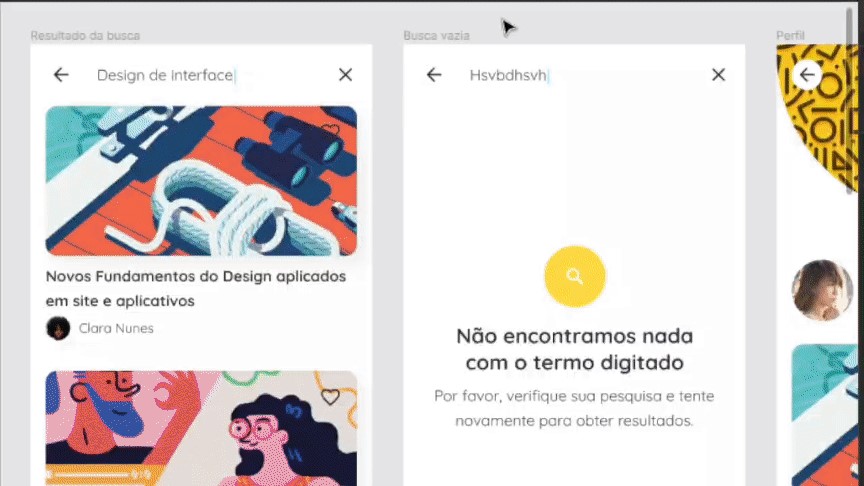 Resultado da busca
Design de Interface
Novos Fundamentos do Design aplicados
em site e aplicativos
Clara Nunes
Busca vazia
Hsvbdhsvh
Não encontramos nada
com o termo digitado
Por favor, verifique sua pesquisa e tente
novamente para obter resultados.
Perfil